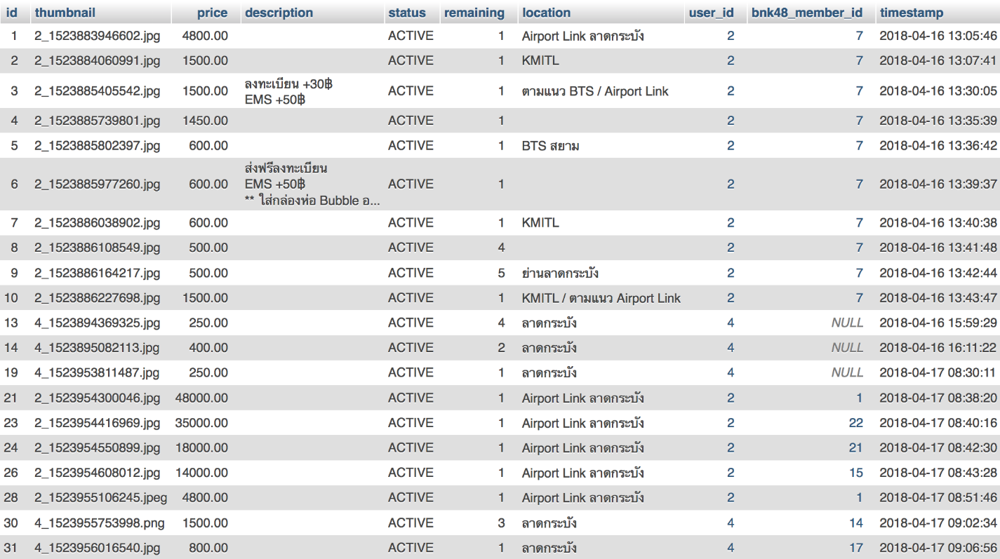 id thumbnail price description status remaining location user_id bnk48_member_id timestamp
1 2_1523883946602.jpg 4800.00 ACTIVE 1 Airport Link ลาดกระบัง 2 7 2018-04-16 13:05:46
2 2_1523884060991.jpg 1500.00 ACTIVE 1 KMITL 2 7 2018-04-16 13:07:41
3 2_1523885405542.jpg 1500.00 ลงทะเบียน +30฿ ACTIVE 1 ตามแนว BTS / Airport Link 2 7 2018-04-16 13:30:05
EMS +50฿
4 2_1523885739801.jpg 1450.00 ACTIVE 1 2 7 2018-04-16 13:35:39
5 2_1523885802397.jpg 600.00 ACTIVE 1 BTS สยาม 2 7 2018-04-16 13:36:42
ส่งฟรีลงทะเบียน
6 2_1523885977260.jpg 600.00 EMS +50฿ ACTIVE 1 2 7 2018-04-16 13:39:37
** ใส่กล่องห่อ Bubble อ...
7 2_1523886038902.jpg 600.00 ACTIVE 1 KMITL 2 7 2018-04-16 13:40:38
8 2_1523886108549.jpg 500.00 ACTIVE 4 2 7 2018-04-16 13:41:48
9 2_1523886164217.jpg 500.00 ACTIVE 5 ย่านลาดกระบัง 2 7 2018-04-16 13:42:44
10 2_1523886227698.jpg 1500.00 ACTIVE 1 KMITL / ตามแนว Airport Link 2 7 2018-04-16 13:43:47
13 4_1523894369325.jpg 250.00 ACTIVE 4 ลาดกระบัง 4 NULL 2018-04-16 15:59:29
14 4_1523895082113.jpg 400.00 ACTIVE 2 ลาดกระบัง 4 NULL 2018-04-16 16:11:22
19 4_1523953811487.jpg 250.00 ACTIVE 1 ลาดกระบัง 4 NULL 2018-04-17 08:30:11
21 2_1523954300046.jpg 48000.00 ACTIVE 1 Airport Link ลาดกระบัง 2 1 2018-04-17 08:38:20
23 2_1523954416969.jpg 35000.00 ACTIVE 1 Airport Link ลาดกระบัง 2 22 2018-04-17 08:40:16
24 2_1523954550899.jpg 18000.00 ACTIVE 1 Airport Link ลาดกระบัง 2 21 2018-04-17 08:42:30
26 2_1523954608012.jpg 14000.00 ACTIVE 1 Airport Link ลาดกระบัง 2 15 2018-04-17 08:43:28
28 2_1523955106245.jpeg 4800.00 ACTIVE 1 Airport Link ลาดกระบัง 2 1 2018-04-17 08:51:46
30 4_1523955753998.png 1500.00 ACTIVE 3 ลาดกระบัง 4 14 2018-04-17 09:02:34
31 4_1523956016540.jpg 800.00 ACTIVE 1 ลาดกระบัง 4 17 2018-04-17 09:06:56